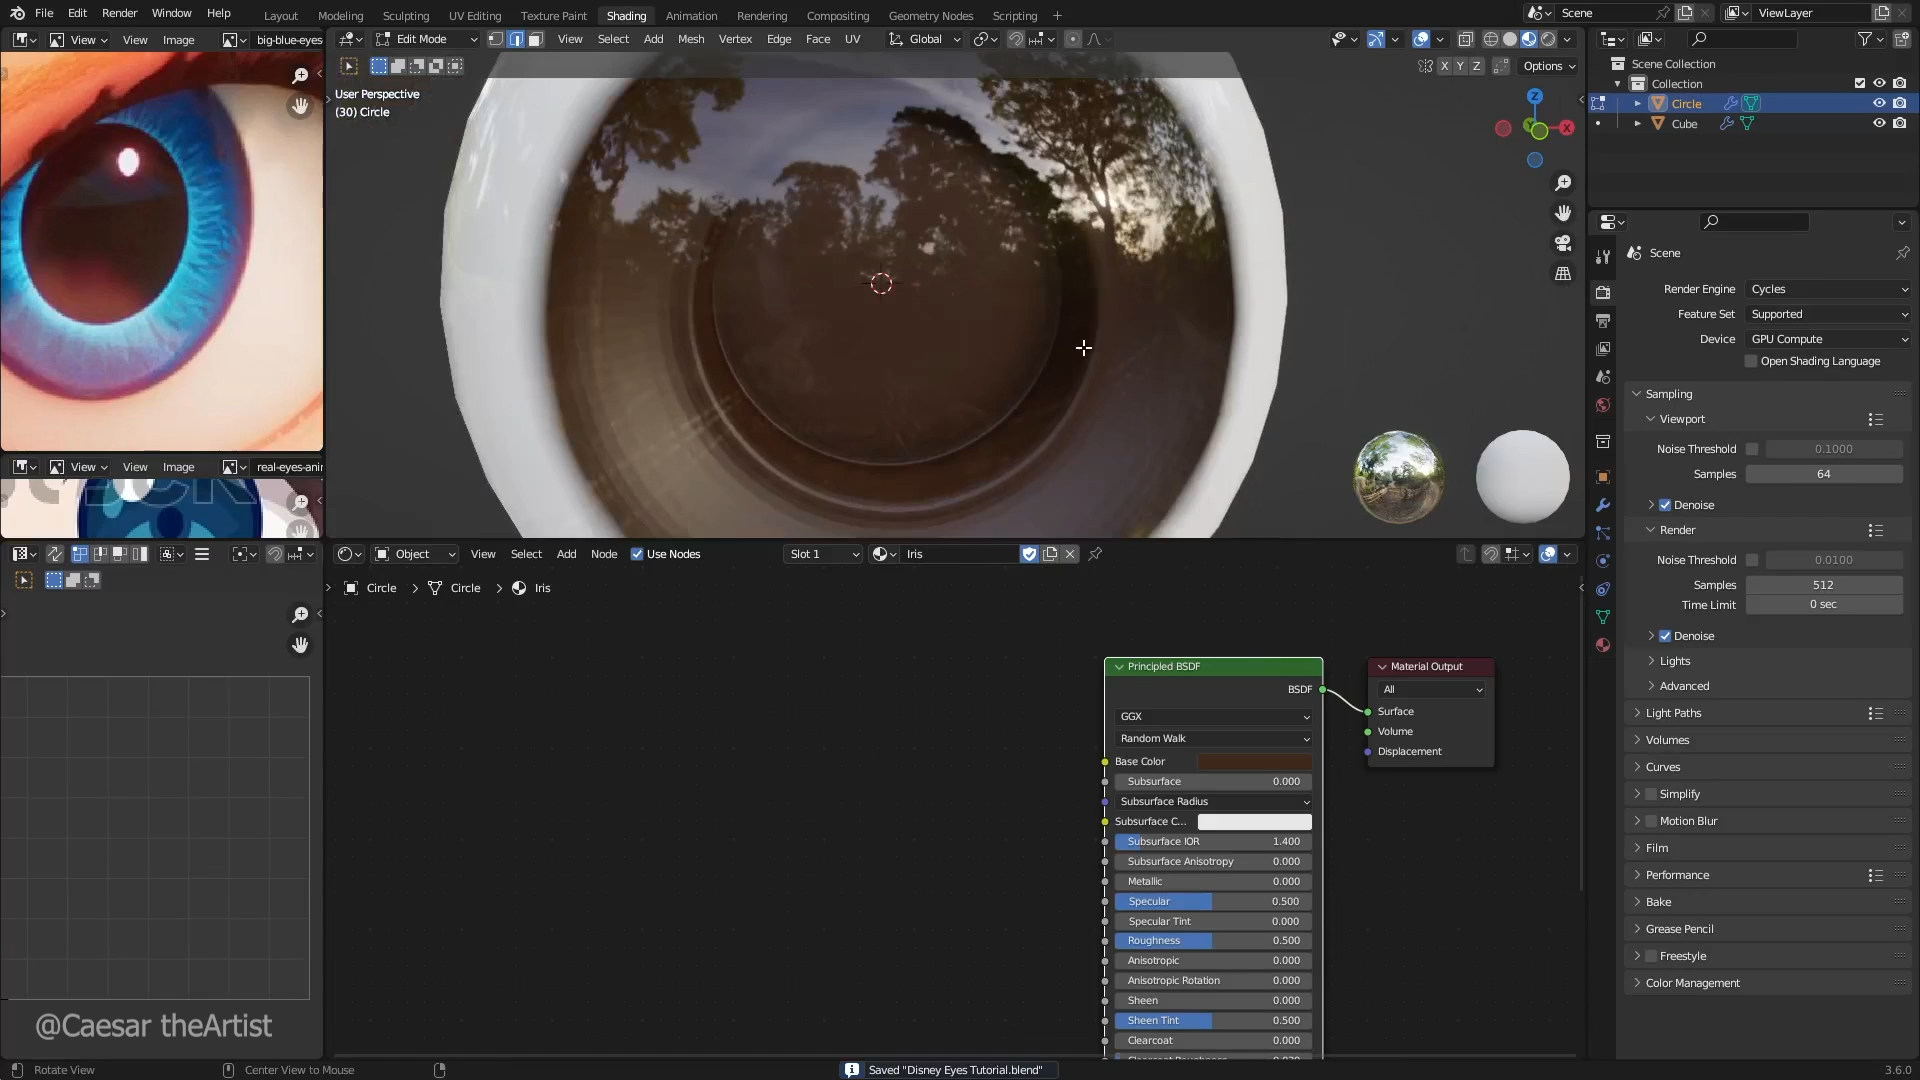 File Edit Render Window Help
Layout Modeling Sculpting UV Editing Texture Paint Shading Animation Rendering Compositing Geometry Nodes Scripting +
Scene
ViewLayer
View View Image big-blue-eyes
Edit Mode View Select Add Mesh Vertex Edge Face UV Global
X Y Z Options
User Perspective
(30) Circle
Z
X
Scene Collection
Collection
Circle
Cube
Scene
Render Engine Cycles
Feature Set Supported
Device GPU Compute
Open Shading Language
Sampling
Viewport
Noise Threshold 0.1000
Samples 64
Denoise
Render
Noise Threshold 0.0100
Samples 512
Time Limit 0 sec
Denoise
Lights
Advanced
Light Paths
Volumes
Curves
Simplify
Motion Blur
Film
Performance
Bake
Grease Pencil
Freestyle
Color Management
View View Image real-eyes-anir
Object View Select Add Node Use Nodes Slot 1 Iris
Circle > Circle > Iris
Principled BSDF
BSDF
GGX
Random Walk
Base Color
Subsurface 0.000
Subsurface Radius
Subsurface C...
Subsurface IOR 1.400
Subsurface Anisotropy 0.000
Metallic 0.000
Specular 0.500
Specular Tint 0.000
Roughness 0.500
Anisotropic 0.000
Anisotropic Rotation 0.000
Sheen 0.000
Sheen Tint 0.500
Clearcoat 0.000
Material Output
All
Surface
Volume
Displacement
@Caesar theArtist
Rotate View Center View to Mouse Saved "Disney Eyes Tutorial.blend" 3.6.0